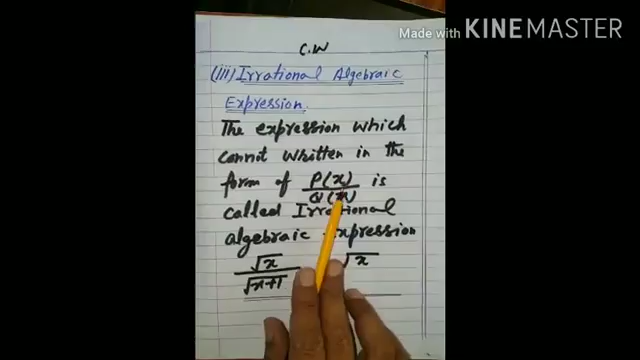 Made with KINEMASTER
C.W
(iii) Irrational Algebraic
Expression.
The expression which
cannot written in the
form of P(x)/Q(x) is
called Irrational
algebraic expression
√x/√x+1 √x